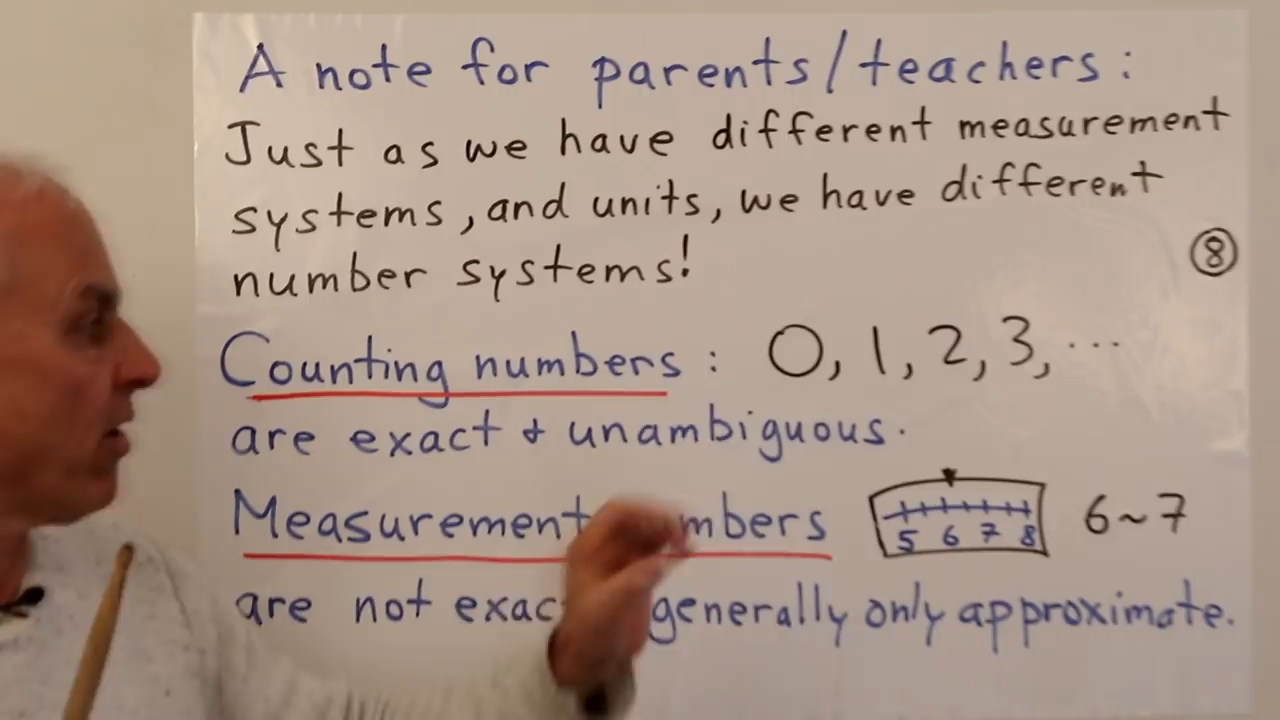 A note for parents/teachers:
Just as we have different measurement
systems, and units, we have different
number systems!
8
Counting numbers: 0, 1, 2, 3, ...
are exact & unambiguous.
Measurement 5 6 7 8 6~7
are not generally only approximate.